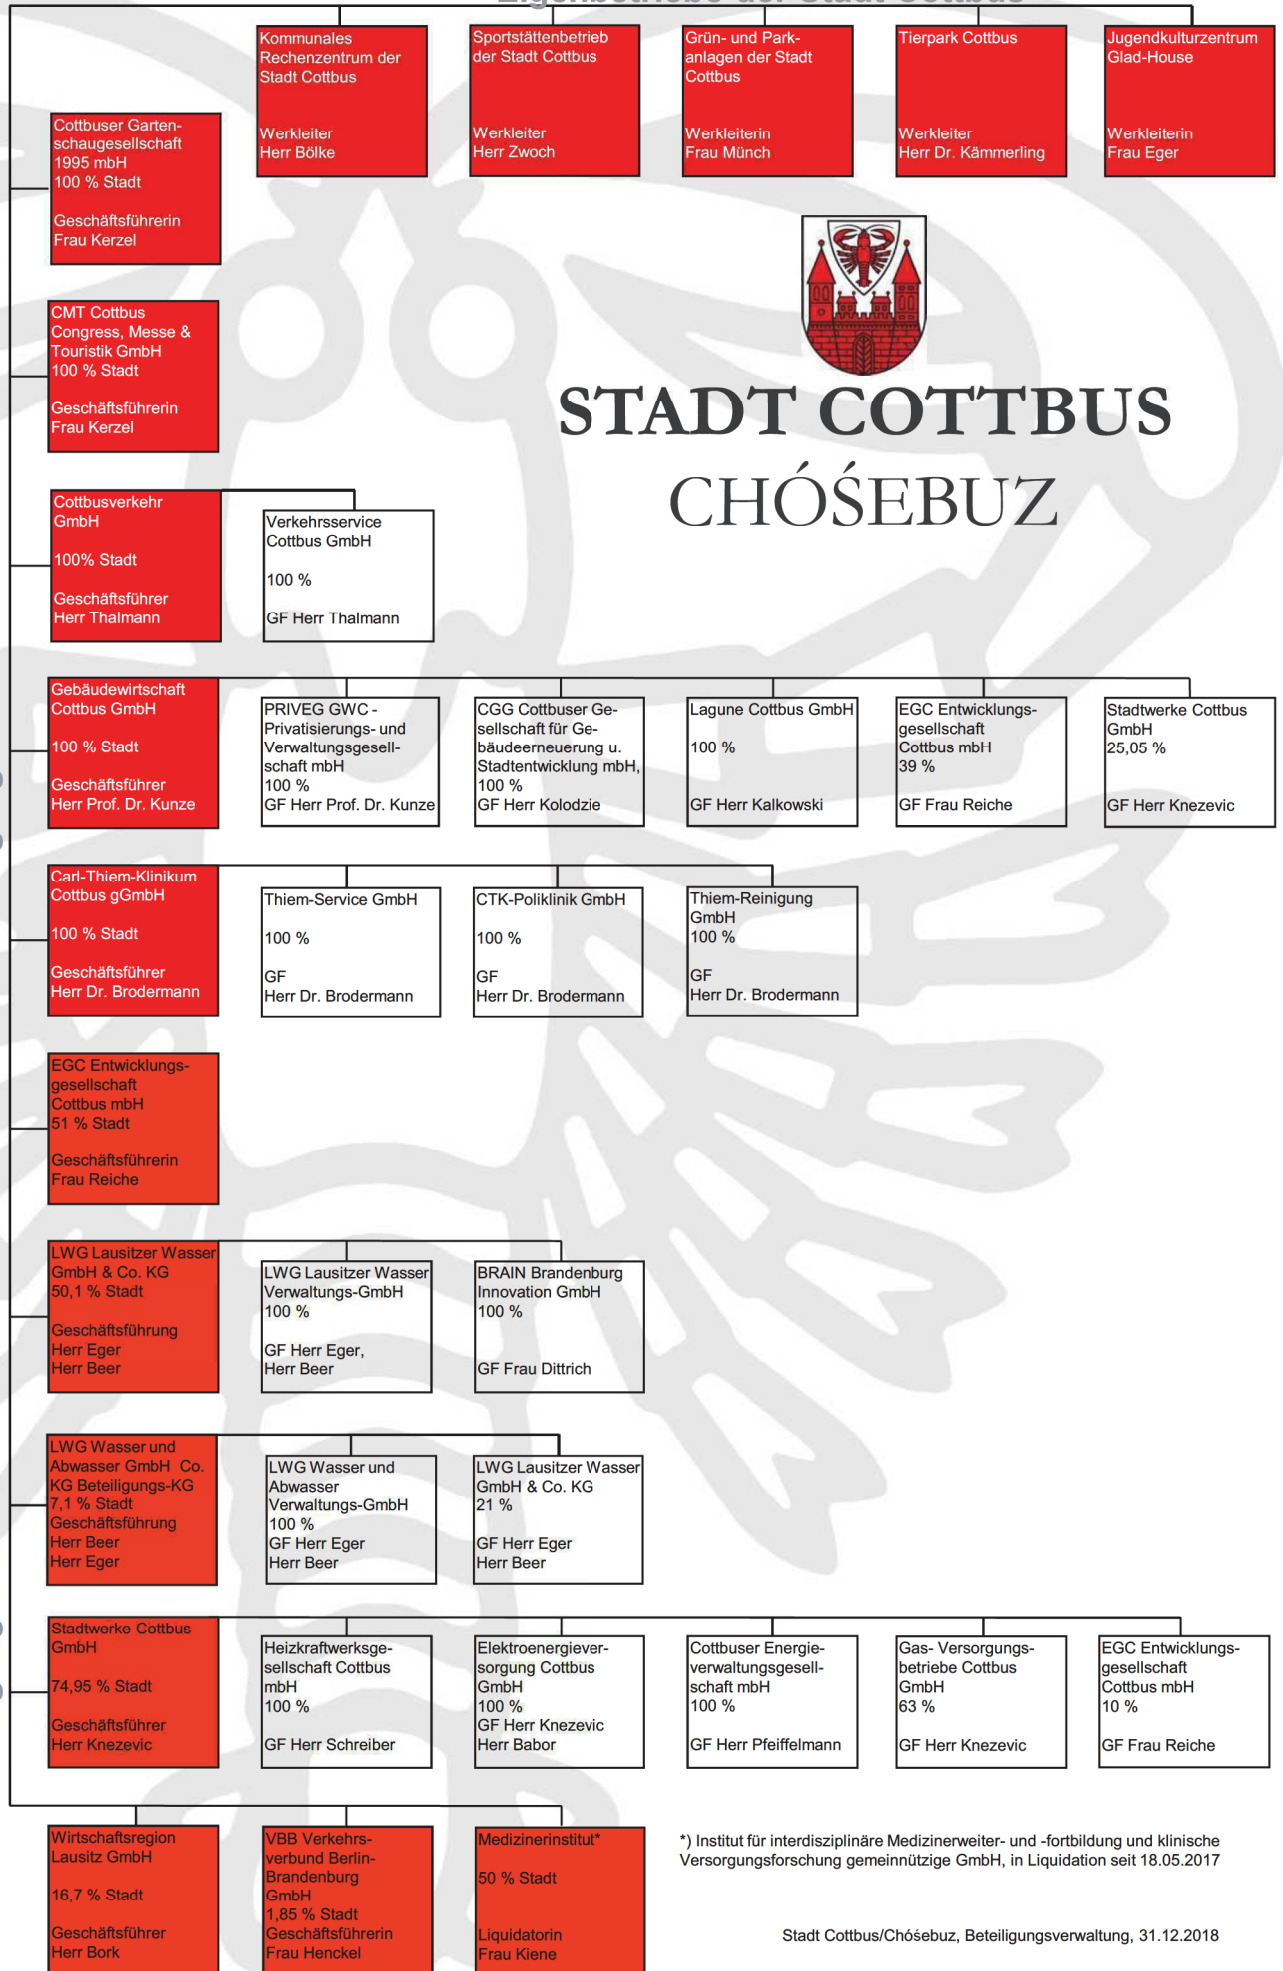 Eigenbetriebe der Stadt Cottbus
Kommunales
Rechenzentrum der
Stadt Cottbus
Werkleiter
Herr Bölke
Sportstättenbetrieb
der Stadt Cottbus
Werkleiter
Herr Zwoch
Grün- und Park-
anlagen der Stadt
Cottbus
Werkleiterin
Frau Münch
Tierpark Cottbus
Werkleiter
Herr Dr. Kämmerling
Jugendkulturzentrum
Glad-House
Werkleiterin
Frau Eger
Cottbuser Garten-
schaugesellschaft
1995 mbH
100 % Stadt
Geschäftsführerin
Frau Kerzel
CMT Cottbus
Congress, Messe &
Touristik GmbH
100 % Stadt
Geschäftsführerin
Frau Kerzel
STADT COTTBUS
CHÓŚEBUZ
Cottbusverkehr
GmbH
100% Stadt
Geschäftsführer
Herr Thalmann
Verkehrsservice
Cottbus GmbH
100 %
GF Herr Thalmann
Gebäudewirtschaft
Cottbus GmbH
100 % Stadt
Geschäftsführer
Herr Prof. Dr. Kunze
PRIVEG GWC -
Privatisierungs- und
Verwaltungsgesell-
schaft mbH
100 %
GF Herr Prof. Dr. Kunze
CGG Cottbuser Ge-
sellschaft für Ge-
bäudeerneuerung u.
Stadtentwicklung mbH,
100 %
GF Herr Kolodzie
Lagune Cottbus GmbH
100 %
GF Herr Kalkowski
EGC Entwicklungs-
gesellschaft
Cottbus mbH
39 %
GF Frau Reiche
Stadtwerke Cottbus
GmbH
25,05 %
GF Herr Knezevic
Carl-Thiem-Klinikum
Cottbus gGmbH
100 % Stadt
Geschäftsführer
Herr Dr. Brodermann
Thiem-Service GmbH
100 %
GF
Herr Dr. Brodermann
CTK-Poliklinik GmbH
100 %
GF
Herr Dr. Brodermann
Thiem-Reinigung
GmbH
100 %
GF
Herr Dr. Brodermann
EGC Entwicklungs-
gesellschaft
Cottbus mbH
51 % Stadt
Geschäftsführerin
Frau Reiche
LWG Lausitzer Wasser
GmbH & Co. KG
50,1 % Stadt
Geschäftsführung
Herr Eger
Herr Beer
LWG Lausitzer Wasser
Verwaltungs-GmbH
100 %
GF Herr Eger,
Herr Beer
BRAIN Brandenburg
Innovation GmbH
100 %
GF Frau Dittrich
LWG Wasser und
Abwasser GmbH Co.
KG Beteiligungs-KG
7,1 % Stadt
Geschäftsführung
Herr Beer
Herr Eger
LWG Wasser und
Abwasser
Verwaltungs-GmbH
100 %
GF Herr Eger
Herr Beer
LWG Lausitzer Wasser
GmbH & Co. KG
21 %
GF Herr Eger
Herr Beer
Stadtwerke Cottbus
GmbH
74,95 % Stadt
Geschäftsführer
Herr Knezevic
Heizkraftwerksge-
sellschaft Cottbus
mbH
100 %
GF Herr Schreiber
Elektroenergiever-
sorgung Cottbus
GmbH
100 %
GF Herr Knezevic
Herr Babor
Cottbuser Energie-
verwaltungsgesell-
schaft mbH
100 %
GF Herr Pfeiffelmann
Gas- Versorgungs-
betriebe Cottbus
GmbH
63 %
GF Herr Knezevic
EGC Entwicklungs-
gesellschaft
Cottbus mbH
10 %
GF Frau Reiche
Wirtschaftsregion
Lausitz GmbH
16,7 % Stadt
Geschäftsführer
Herr Bork
VBB Verkehrs-
verbund Berlin-
Brandenburg
GmbH
1,85 % Stadt
Geschäftsführerin
Frau Henckel
Medizinerinstitut*
50 % Stadt
Liquidatorin
Frau Kiene
*) Institut für interdisziplinäre Medizinerweiter- und -fortbildung und klinische
Versorgungsforschung gemeinnützige GmbH, in Liquidation seit 18.05.2017
Stadt Cottbus/Chóśebuz, Beteiligungsverwaltung, 31.12.2018